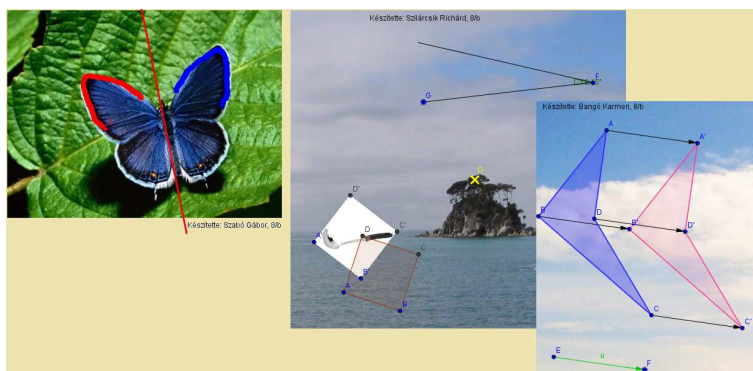 Készítette: Szabó Gábor, 8/b
Készítette: Szilárcsik Richárd, 8/b
F
G
D'
A'
D
C'
C
B'
A
B
Készítette: Bangó Karmen, 8/b
A
A'
B
D
B'
D'
C
C'
E
u
F